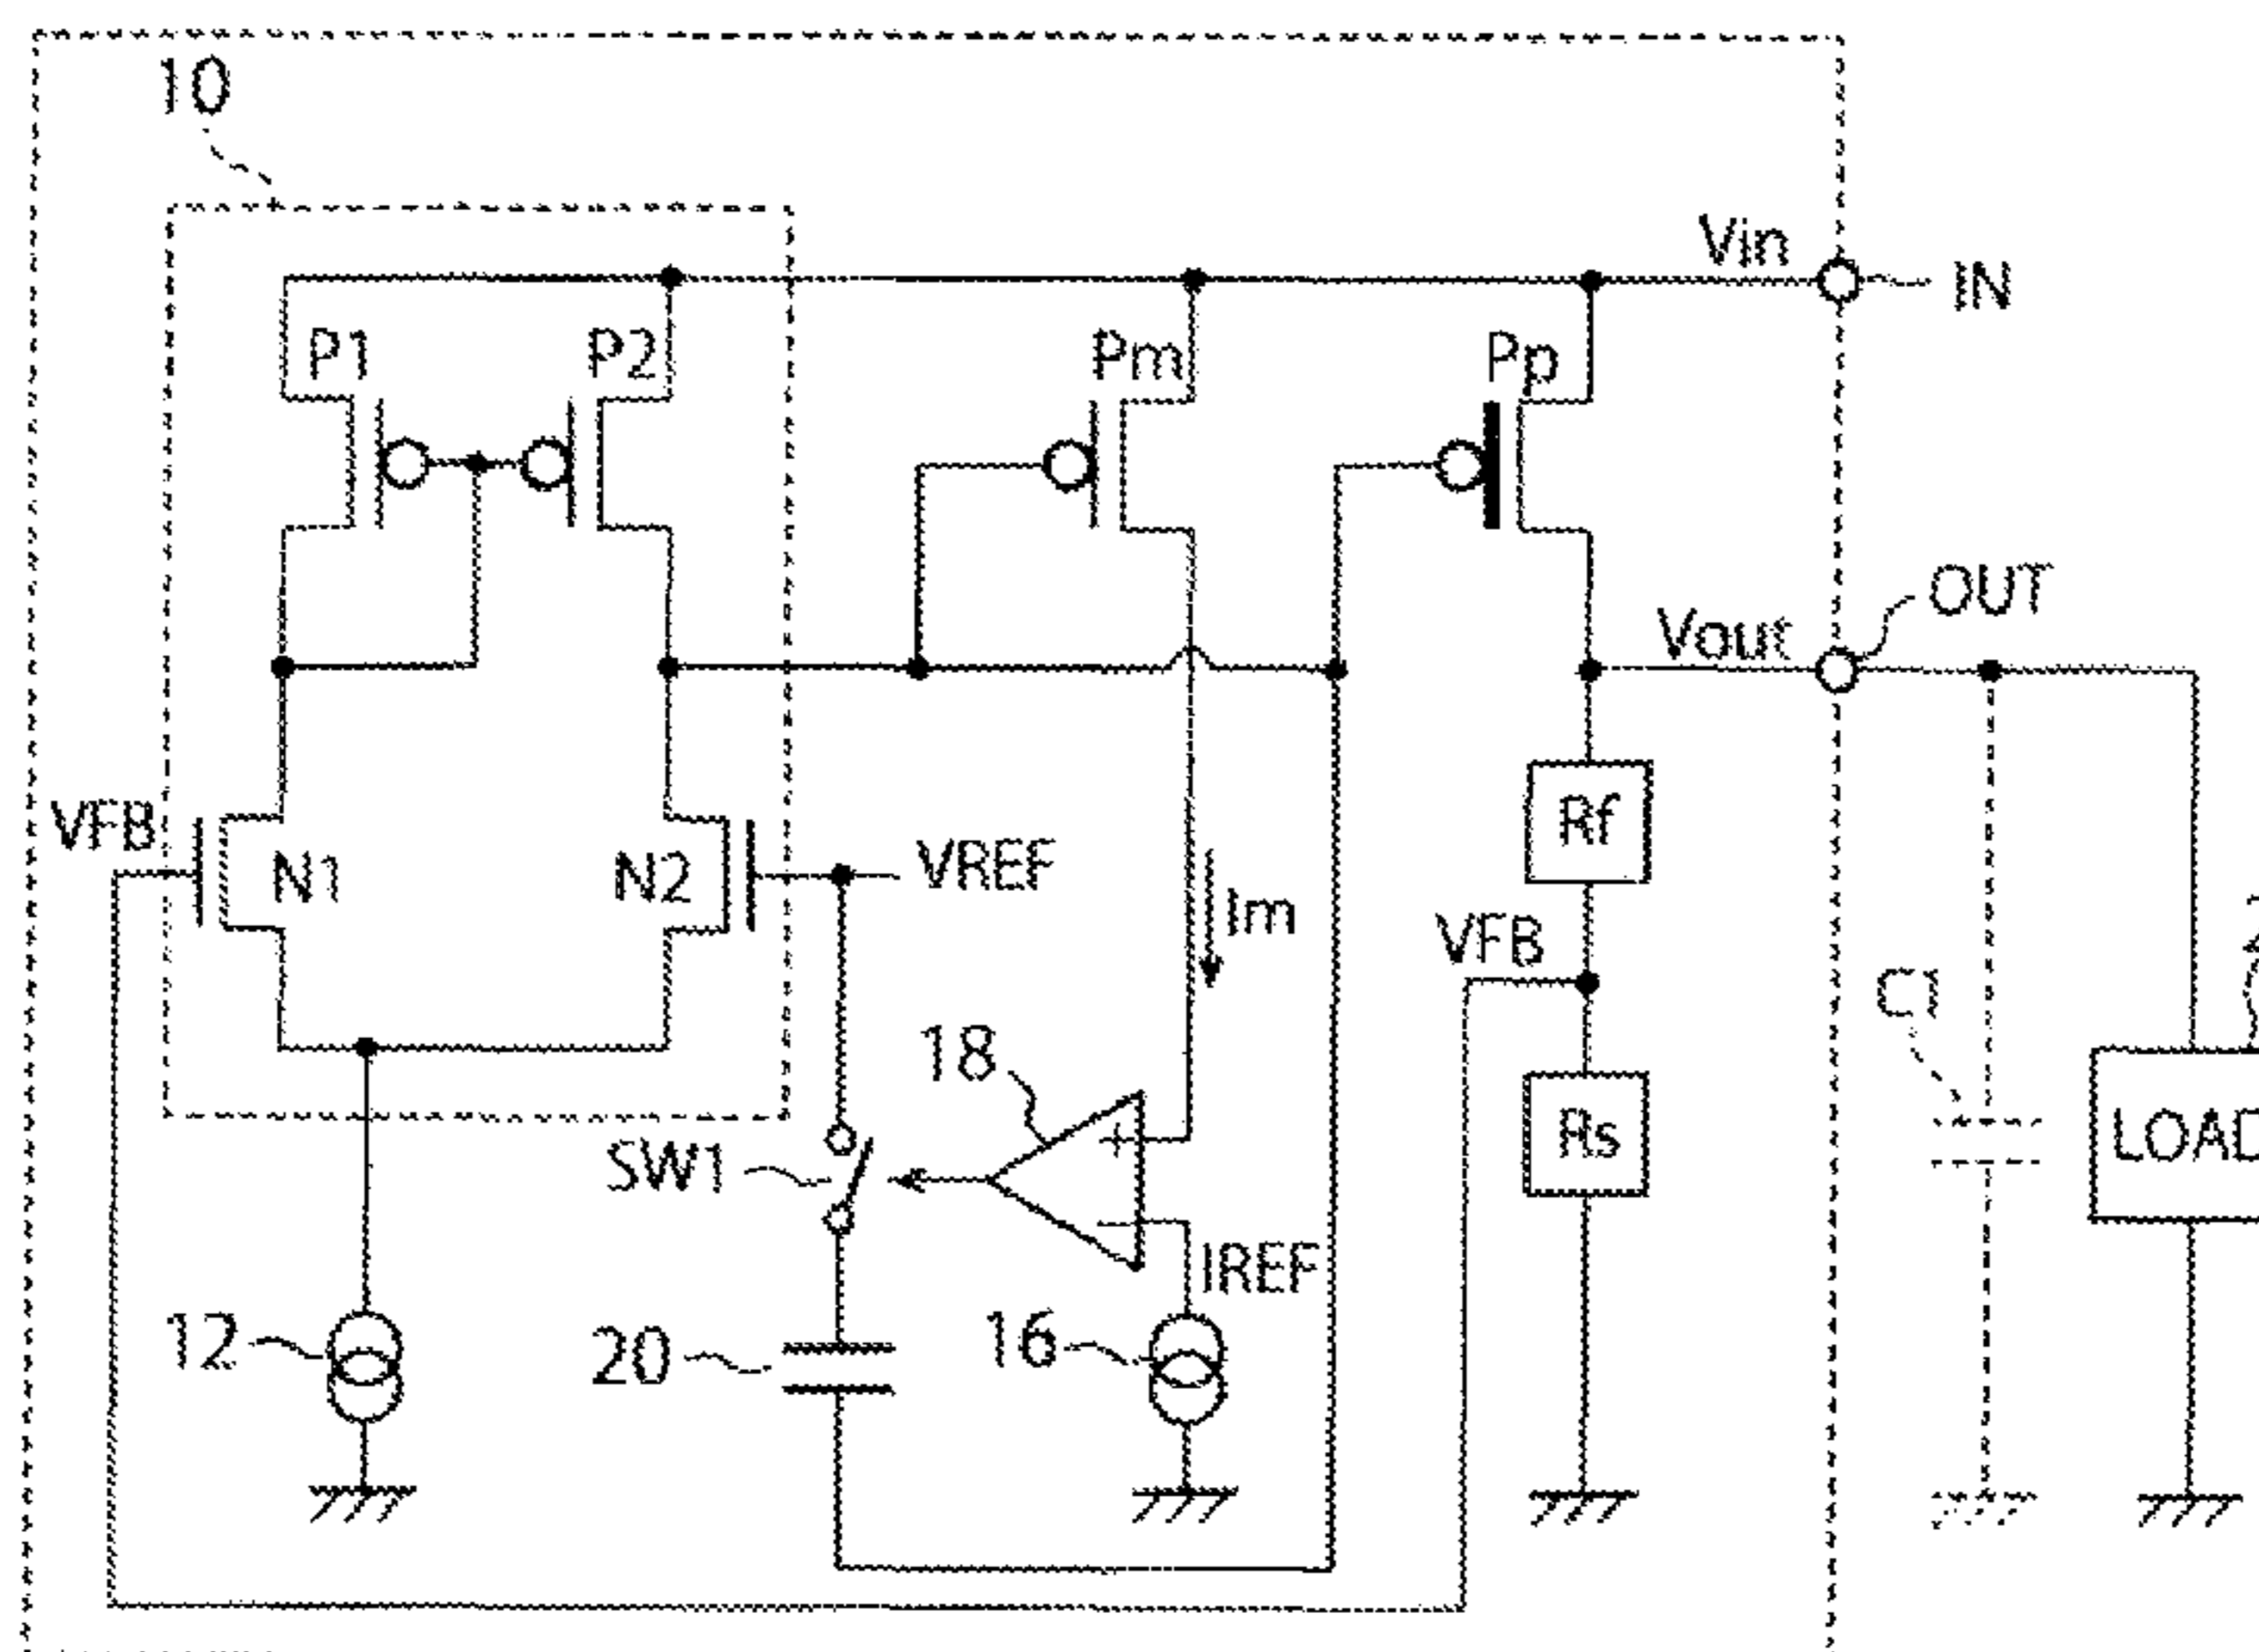 10
Vin
IN
P1
P2
Pm
Pp
OUT
Vout
VFB
N1
N2
VREF
Rf
Im
VFB
C1
18
SW1
+
Rs
LOAD
−
IREF
12
20
16